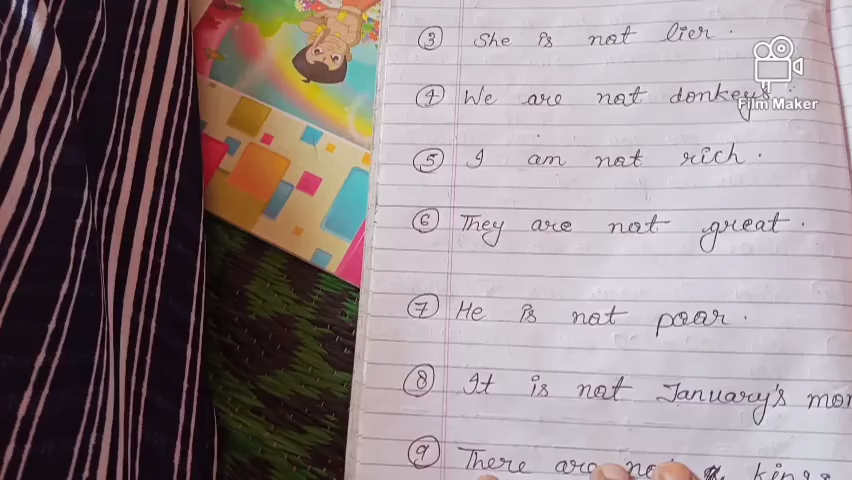 ③ She is not lier.
④ We are not donkeys.
Film Maker
⑤ I am not rich.
⑥ They are not great.
⑦ He is not poor.
⑧ It is not January's
⑨ There are kings